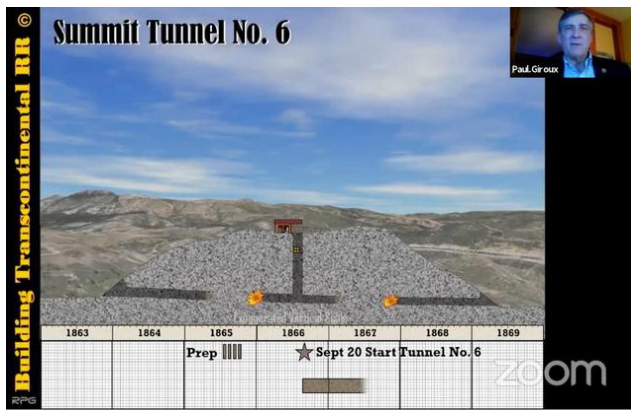 Building Transcontinental RR ©
Summit Tunnel No. 6
Paul.Giroux
1863 1864 1865 1866 1867 1868 1869
Prep
Sept 20 Start Tunnel No. 6
zoom
RPG